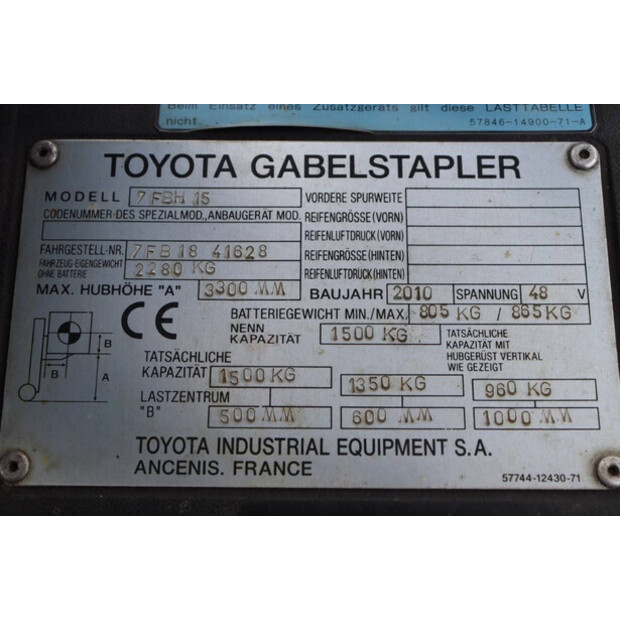 Beim Einsatz eines Zusatzgeräts gilt diese LASTTABELLE
nicht.
57846-14900-71-A
TOYOTA GABELSTAPLER
MODELL 7FBH 15
CODENUMMER DES SPEZIALMOD.,ANBAUGERÄT MOD.
FAHRGESTELL-NR. 7FB18 41628
FAHRZEUG-EIGENGEWICHT
OHNE BATTERIE
2280 KG
MAX. HUBHÖHE "A" 3300 MM
VORDERE SPURWEITE
REIFENGRÖSSE (VORN)
REIFENLUFTDRUCK (VORN)
REIFENGRÖSSE (HINTEN)
REIFENLUFTDRUCK(HINTEN)
BAUJAHR 2010 SPANNUNG 48 V
BATTERIEGEWICHT MIN./MAX. 805 KG / 865 KG
CE
NENN
KAPAZITÄT
1500 KG
TATSÄCHLICHE
KAPAZITÄT MIT
HUBGERÜST VERTIKAL
WIE GEZEIGT
B
B
A
TATSÄCHLICHE
KAPAZITÄT 1500 KG 1350 KG 960 KG
LASTZENTRUM
"B" 500 MM 600 MM 1000 MM
TOYOTA INDUSTRIAL EQUIPMENT S.A.
ANCENIS. FRANCE
57744-12430-71